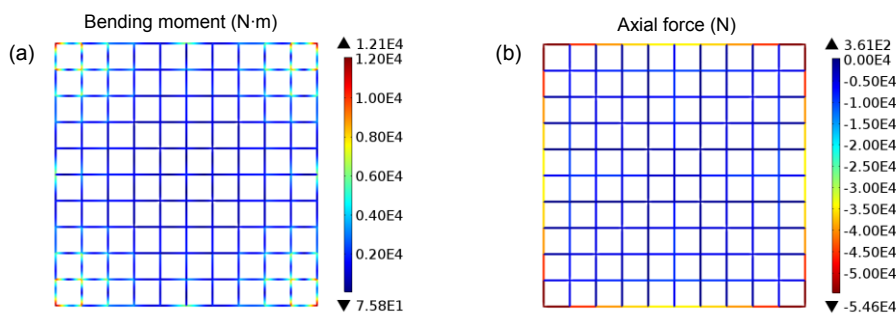 Bending moment (N·m)
(a)
▲ 1.21E4
1.20E4
1.00E4
0.80E4
0.60E4
0.40E4
0.20E4
▼ 7.58E1
Axial force (N)
(b)
▲ 3.61E2
0.00E4
-0.50E4
-1.00E4
-1.50E4
-2.00E4
-2.50E4
-3.00E4
-3.50E4
-4.00E4
-4.50E4
-5.00E4
▼ -5.46E4